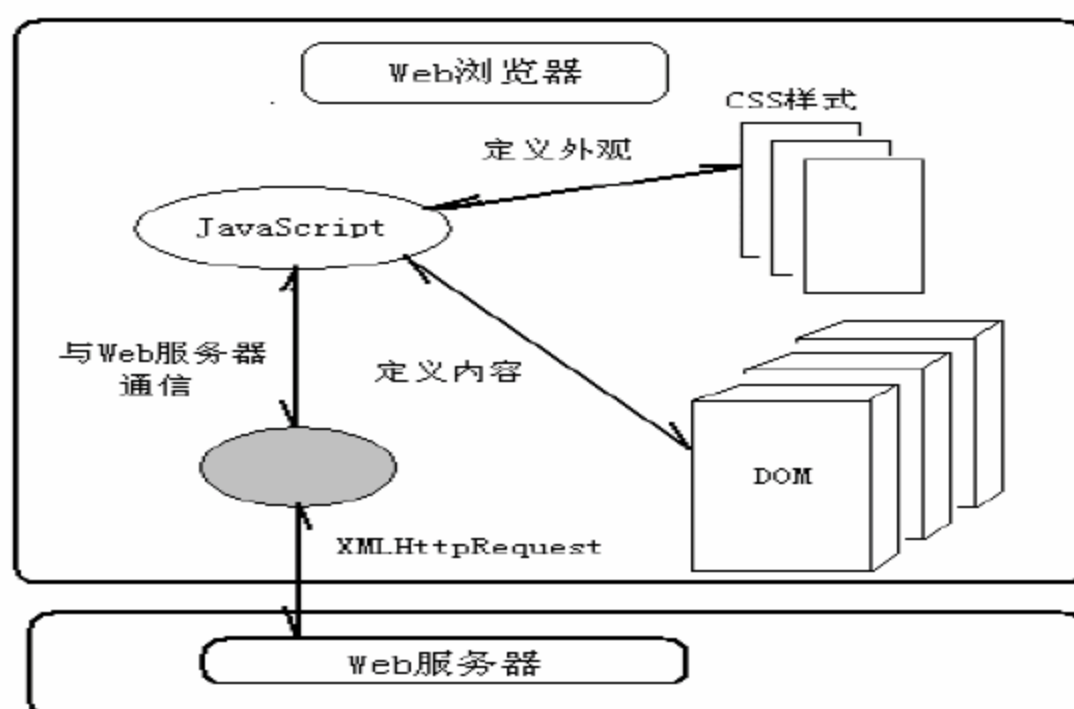 Web浏览器
CSS样式
定义外观
JavaScript
与Web服务器
通信
定义内容
DOM
XMLHttpRequest
Web服务器